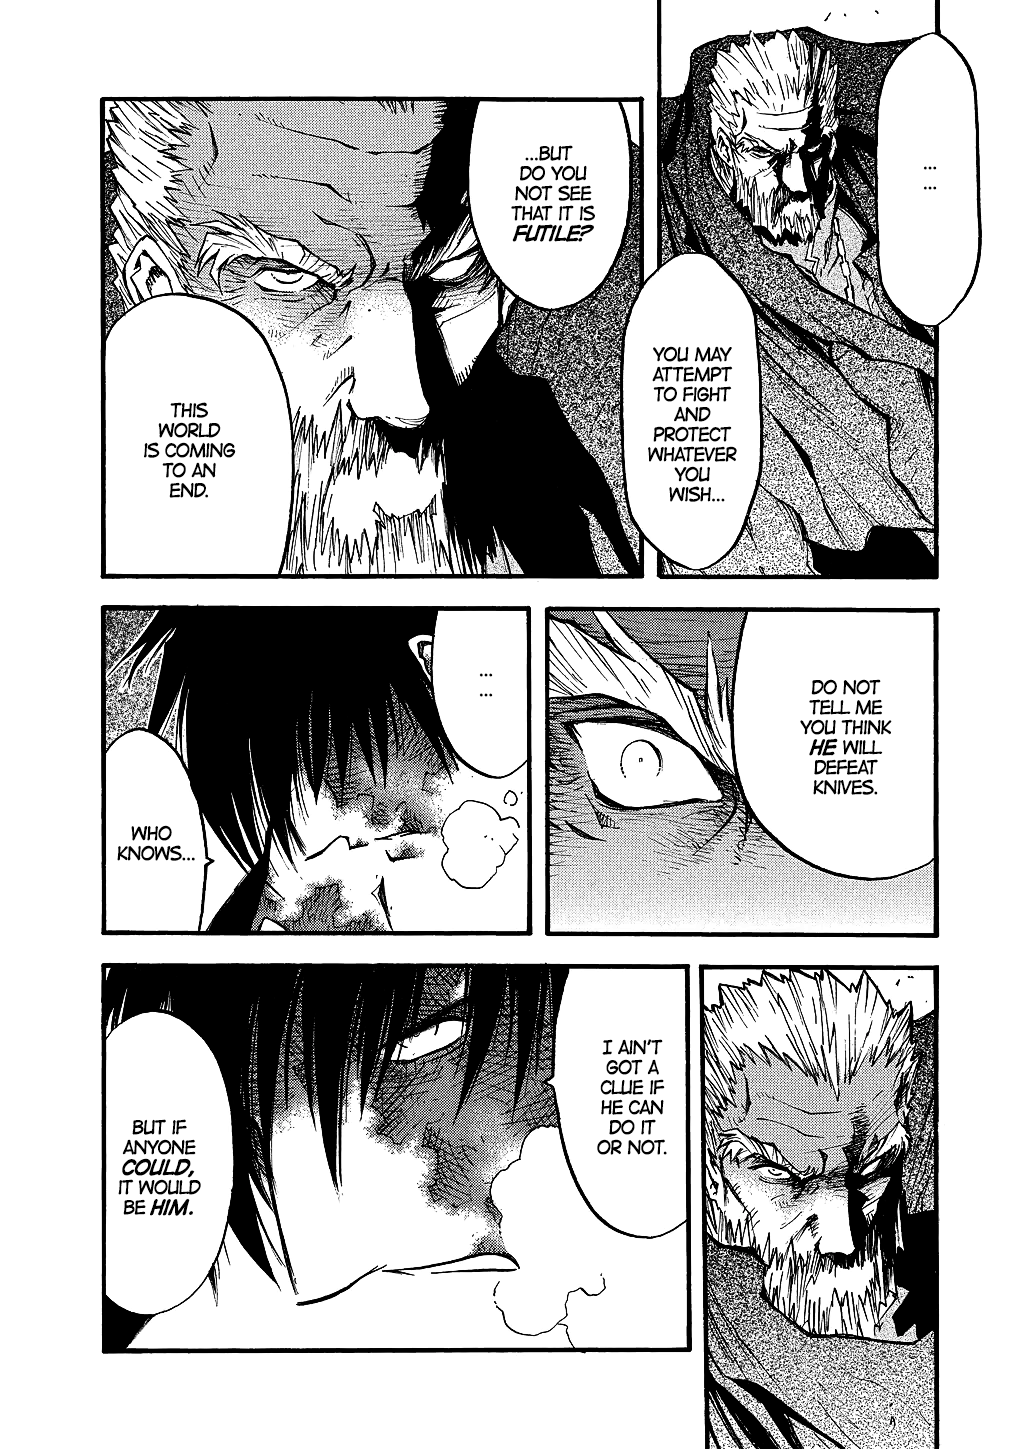 ...
...
YOU MAY
ATTEMPT
TO FIGHT
AND
PROTECT
WHATEVER
YOU
WISH...
...BUT
DO YOU
NOT SEE
THAT IT IS
FUTILE?
THIS
WORLD
IS COMING
TO AN
END.
DO NOT
TELL ME
YOU THINK
HE WILL
DEFEAT
KNIVES.
...
...
WHO
KNOWS...
I AIN'T
GOT A
CLUE IF
HE CAN
DO IT
OR NOT.
BUT IF
ANYONE
COULD,
IT WOULD
BE HIM.